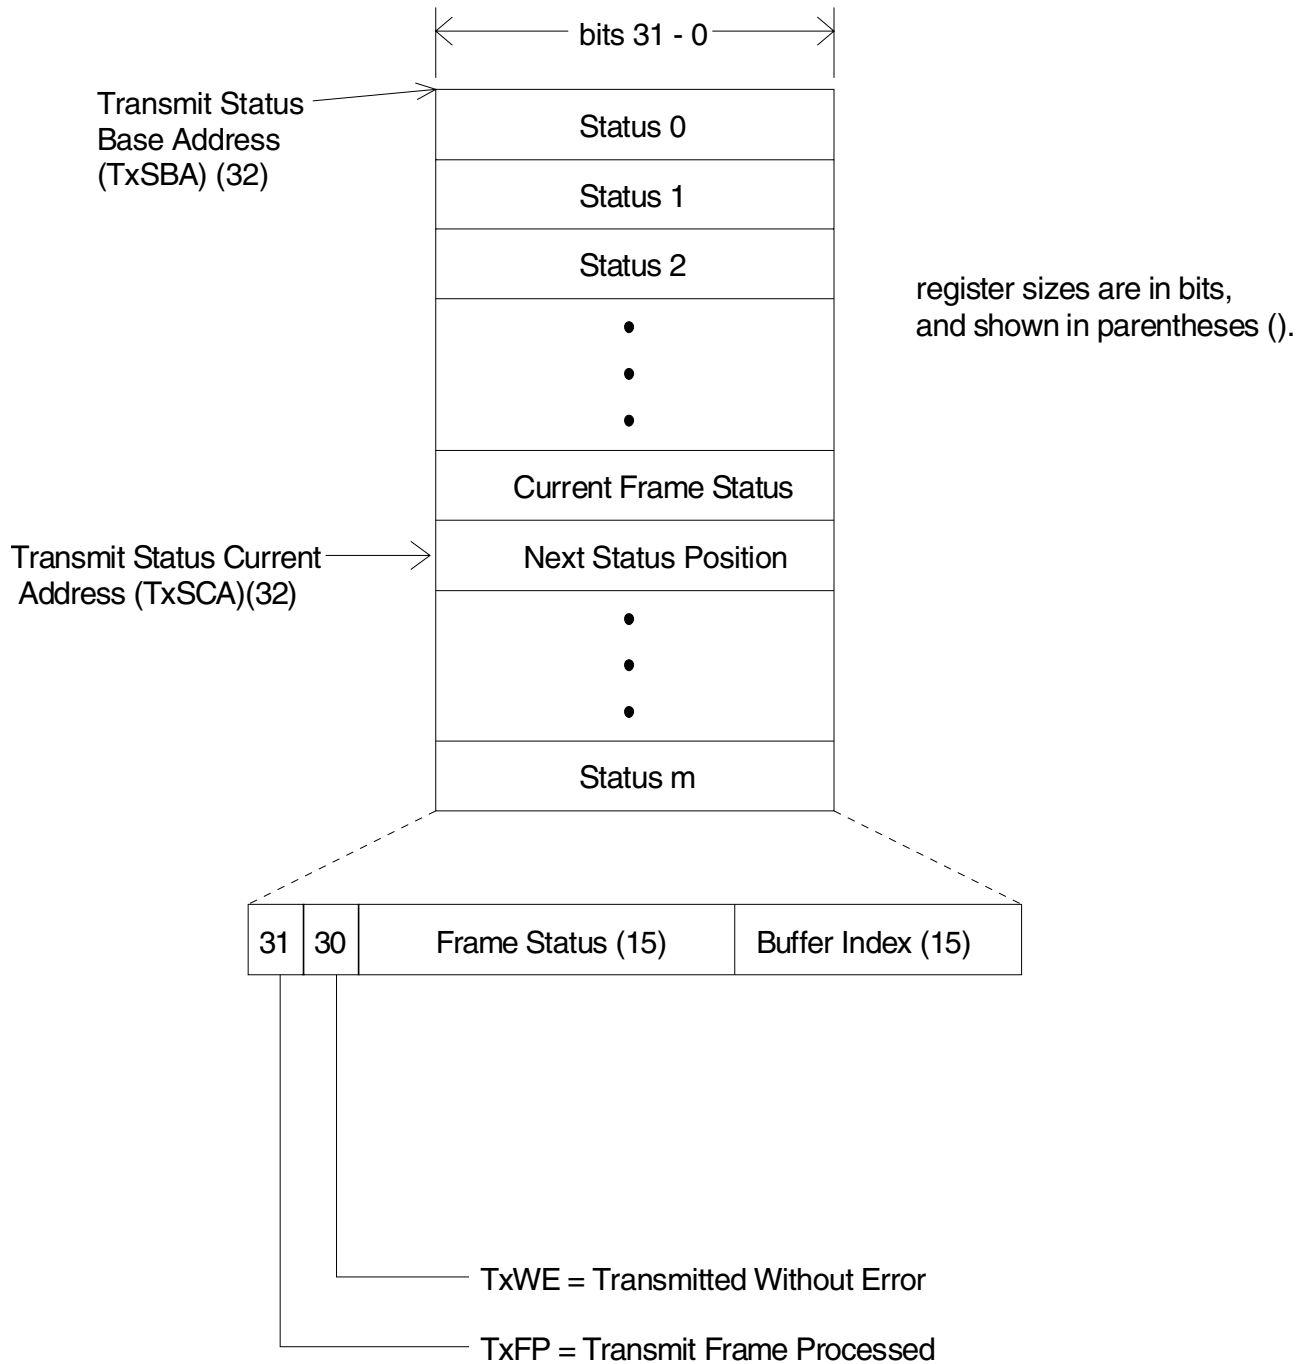 bits 31 - 0
Transmit Status
Base Address
(TxSBA) (32)
Status 0
Status 1
Status 2
register sizes are in bits,
and shown in parentheses ().
Current Frame Status
Transmit Status Current
Address (TxSCA)(32)
Next Status Position
Status m
31 30 Frame Status (15) Buffer Index (15)
TxWE = Transmitted Without Error
TxFP = Transmit Frame Processed